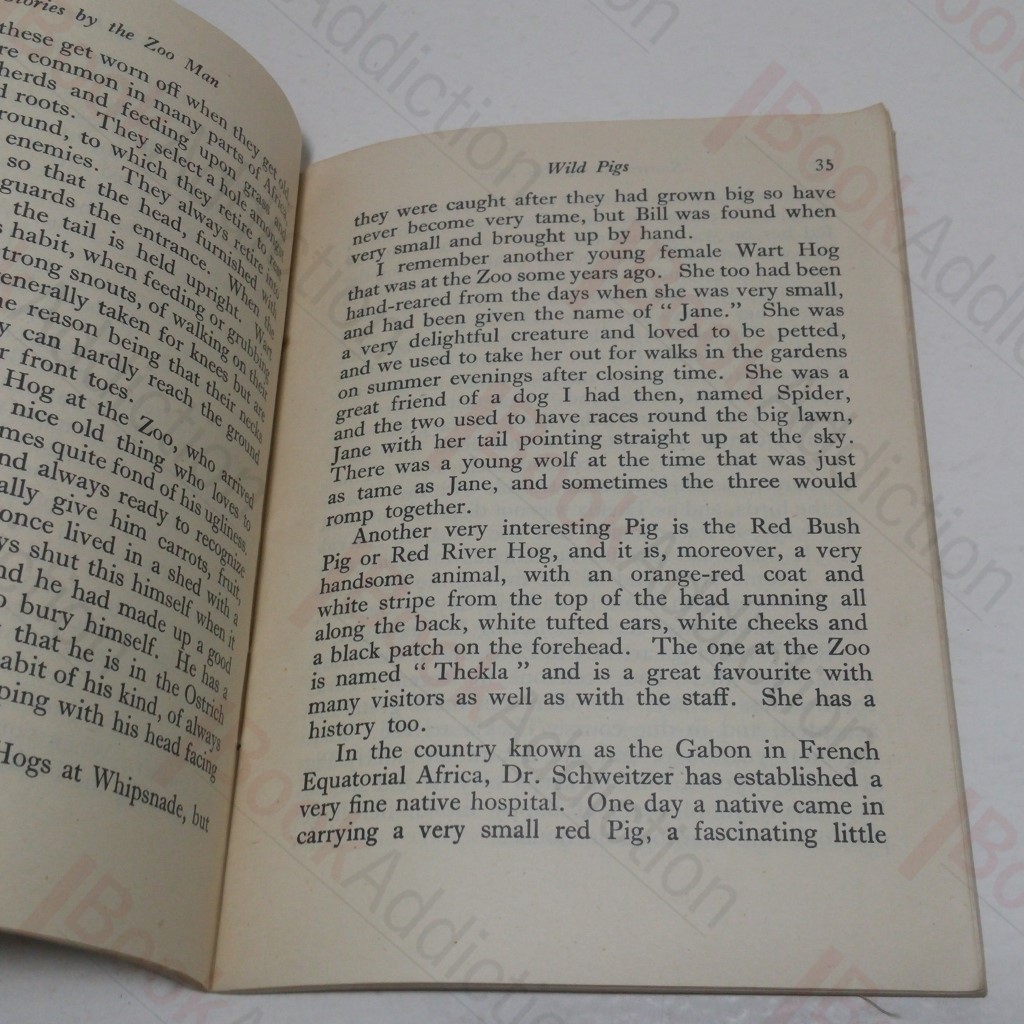 Stories by the Zoo Man
these get worn off when they get old.
re common in many parts of Africa,
herds and feeding upon grass and
d roots. They select a hole amongst
round, to which they retire to rear
enemies. They always retire into
so that the head, furnished with
guards the entrance. When the
the tail is held upright. Wart
s habit, when feeding or grubbing
trong snouts, of walking on their
enerally taken for knees but are
he reason being that their necks
y can hardly reach the ground
r front toes.
Hog at the Zoo, who arrived
nice old thing who loves to
mes quite fond of his ugliness.
nd always ready to recognize
ally give him carrots, fruit,
once lived in a shed with a
ys shut this himself when it
nd he had made up a good
o bury himself. He has a
that he is in the Ostrich
abit of his kind, of always
ping with his head facing
Hogs at Whipsnade, but
Wild Pigs 35
they were caught after they had grown big so have
never become very tame, but Bill was found when
very small and brought up by hand.
I remember another young female Wart Hog
that was at the Zoo some years ago. She too had been
hand-reared from the days when she was very small,
and had been given the name of " Jane." She was
a very delightful creature and loved to be petted,
and we used to take her out for walks in the gardens
on summer evenings after closing time. She was a
great friend of a dog I had then, named Spider,
and the two used to have races round the big lawn,
Jane with her tail pointing straight up at the sky.
There was a young wolf at the time that was just
as tame as Jane, and sometimes the three would
romp together.
Another very interesting Pig is the Red Bush
Pig or Red River Hog, and it is, moreover, a very
handsome animal, with an orange-red coat and
white stripe from the top of the head running all
along the back, white tufted ears, white cheeks and
a black patch on the forehead. The one at the Zoo
is named " Thekla " and is a great favourite with
many visitors as well as with the staff. She has a
history too.
In the country known as the Gabon in French
Equatorial Africa, Dr. Schweitzer has established a
very fine native hospital. One day a native came in
carrying a very small red Pig, a fascinating little
BookAddiction